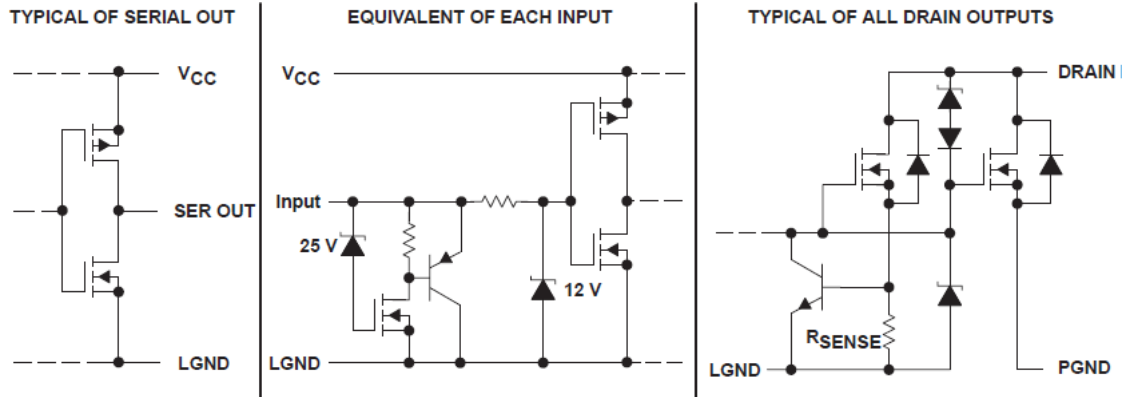 TYPICAL OF SERIAL OUT
VCC
SER OUT
LGND
EQUIVALENT OF EACH INPUT
VCC
Input
25 V
12 V
LGND
TYPICAL OF ALL DRAIN OUTPUTS
DRAIN
RSENSE
LGND
PGND